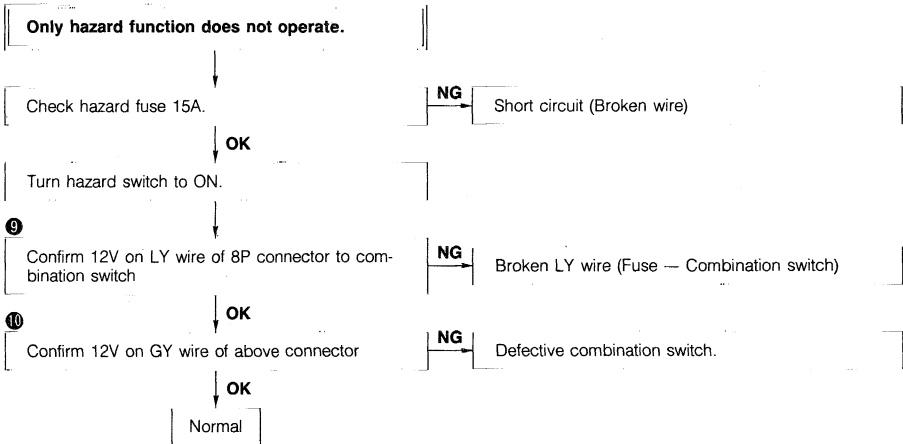 Only hazard function does not operate.
Check hazard fuse 15A.
NG
Short circuit (Broken wire)
OK
Turn hazard switch to ON.
9
Confirm 12V on LY wire of 8P connector to com-
bination switch
NG
Broken LY wire (Fuse — Combination switch)
OK
10
Confirm 12V on GY wire of above connector
NG
Defective combination switch.
OK
Normal